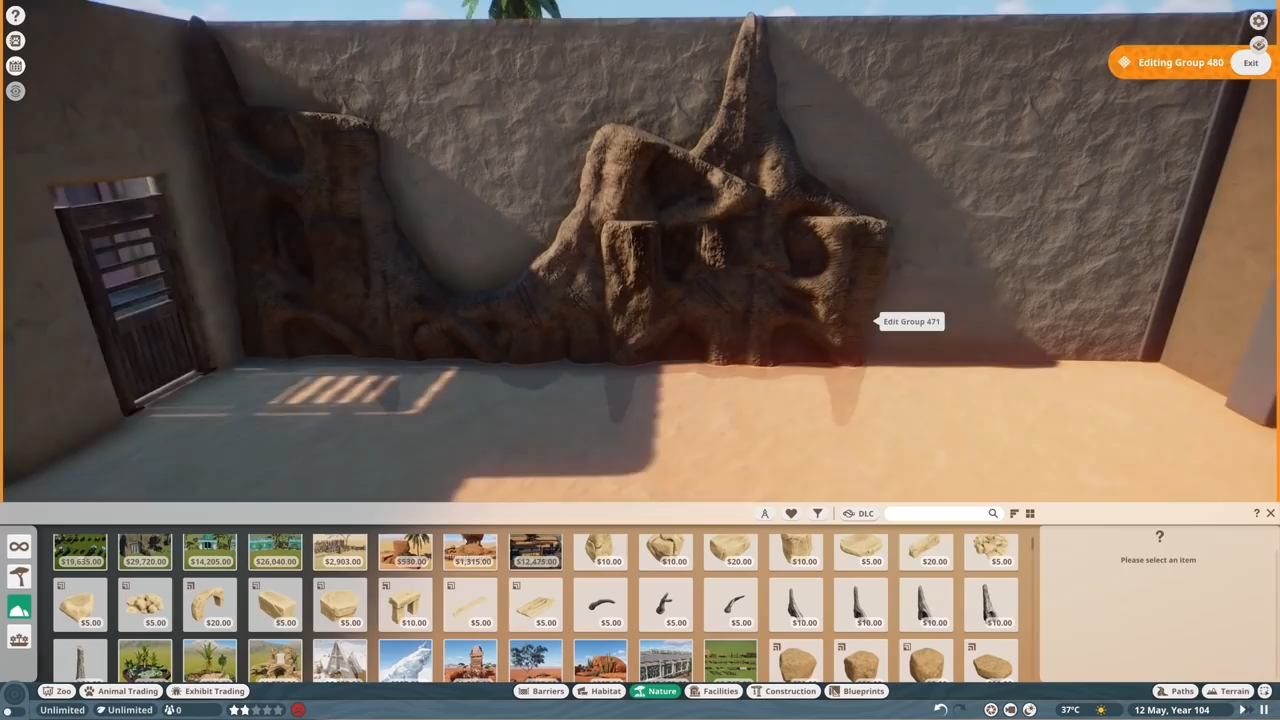 ?
Editing Group 480
Exit
Edit Group 471
DLC
?
$19,635.00
$29,720.00
$14,205.00
$26,040.00
$2,903.00
$530.00
$1,315.00
$12,475.00
$10.00
$10.00
$20.00
$10.00
$5.00
$20.00
$5.00
?
Please select an item
$5.00
$5.00
$20.00
$5.00
$5.00
$10.00
$5.00
$5.00
$5.00
$5.00
$5.00
$10.00
$10.00
$10.00
$10.00
Zoo
Animal Trading
Exhibit Trading
Barriers
Habitat
Nature
Facilities
Construction
Blueprints
Paths
Terrain
Unlimited
Unlimited
0
37°C
12 May, Year 104